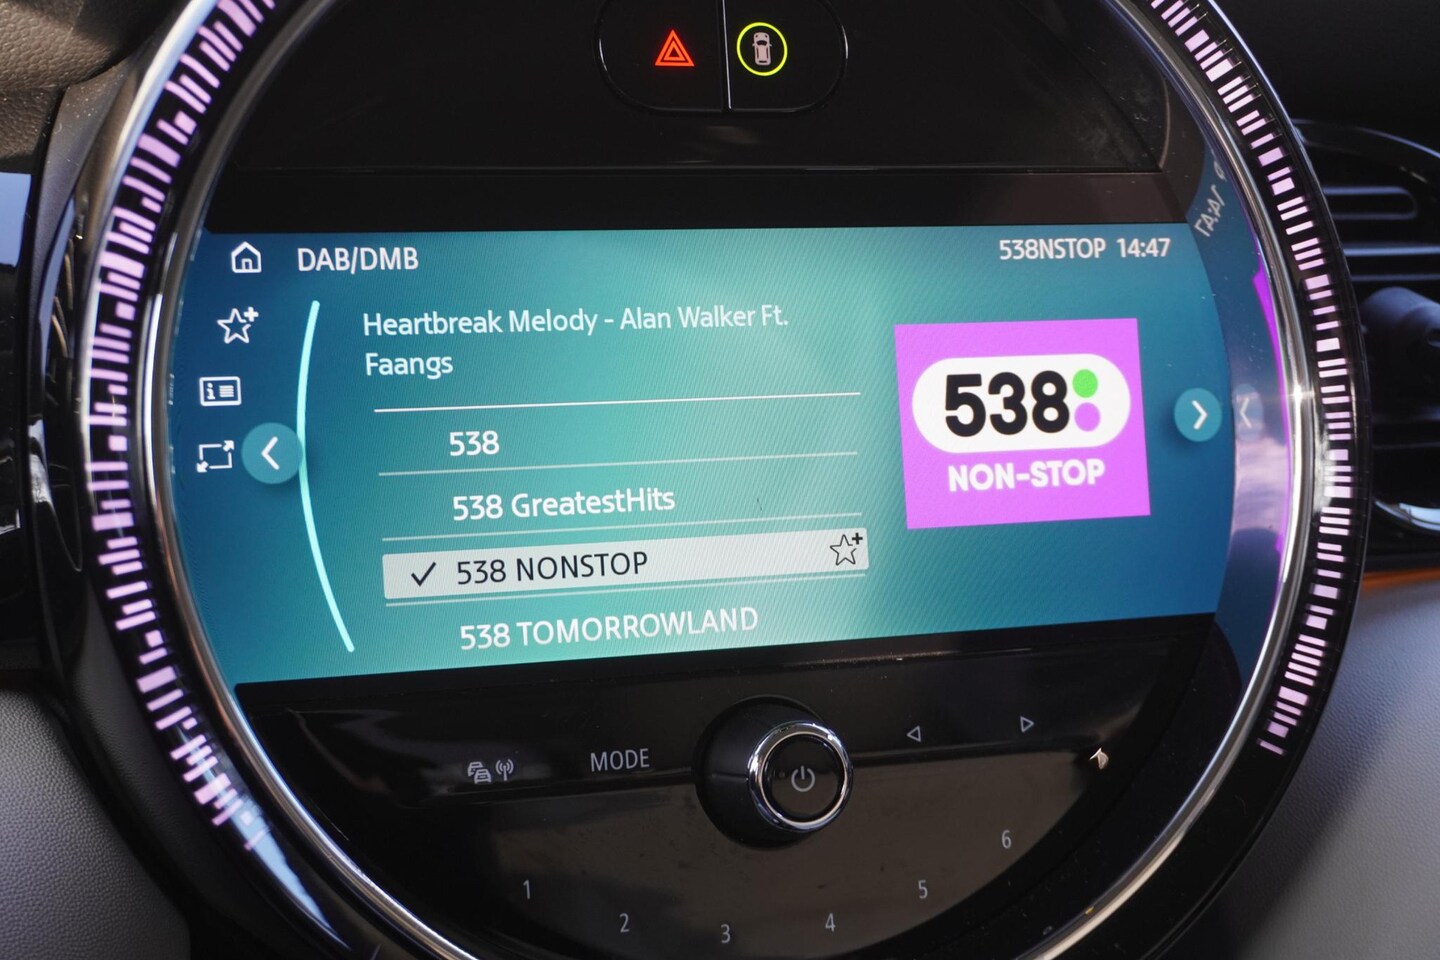 DAB/DMB
538NSTOP 14:47
Heartbreak Melody - Alan Walker Ft.
Faangs
538
538 GreatestHits
538 NONSTOP
538 TOMORROWLAND
538
NON-STOP
MODE
1
2
3
4
5
6